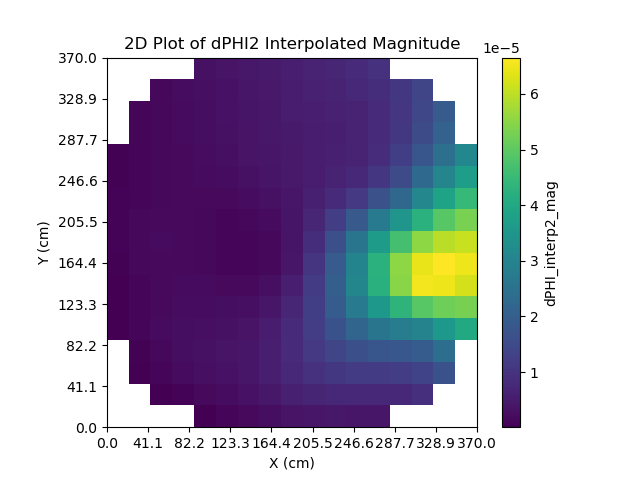 2D Plot of dPHI2 Interpolated Magnitude
1e−5
370.0
328.9
287.7
246.6
205.5
164.4
123.3
82.2
41.1
0.0
Y (cm)
0.0 41.1 82.2 123.3 164.4 205.5 246.6 287.7 328.9 370.0
X (cm)
6
5
4
3
2
1
dPHI_interp2_mag